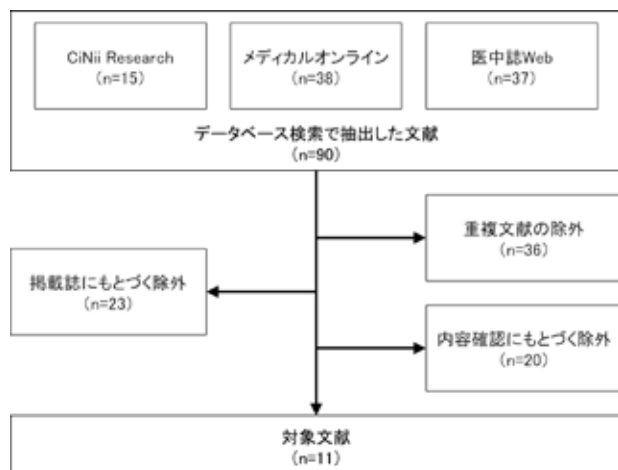 CiNii Research
(n=15)
メディカルオンライン
(n=38)
医中誌Web
(n=37)
データベース検索で抽出した文献
(n=90)
重複文献の除外
(n=36)
掲載誌にもとづく除外
(n=23)
内容確認にもとづく除外
(n=20)
対象文献
(n=11)